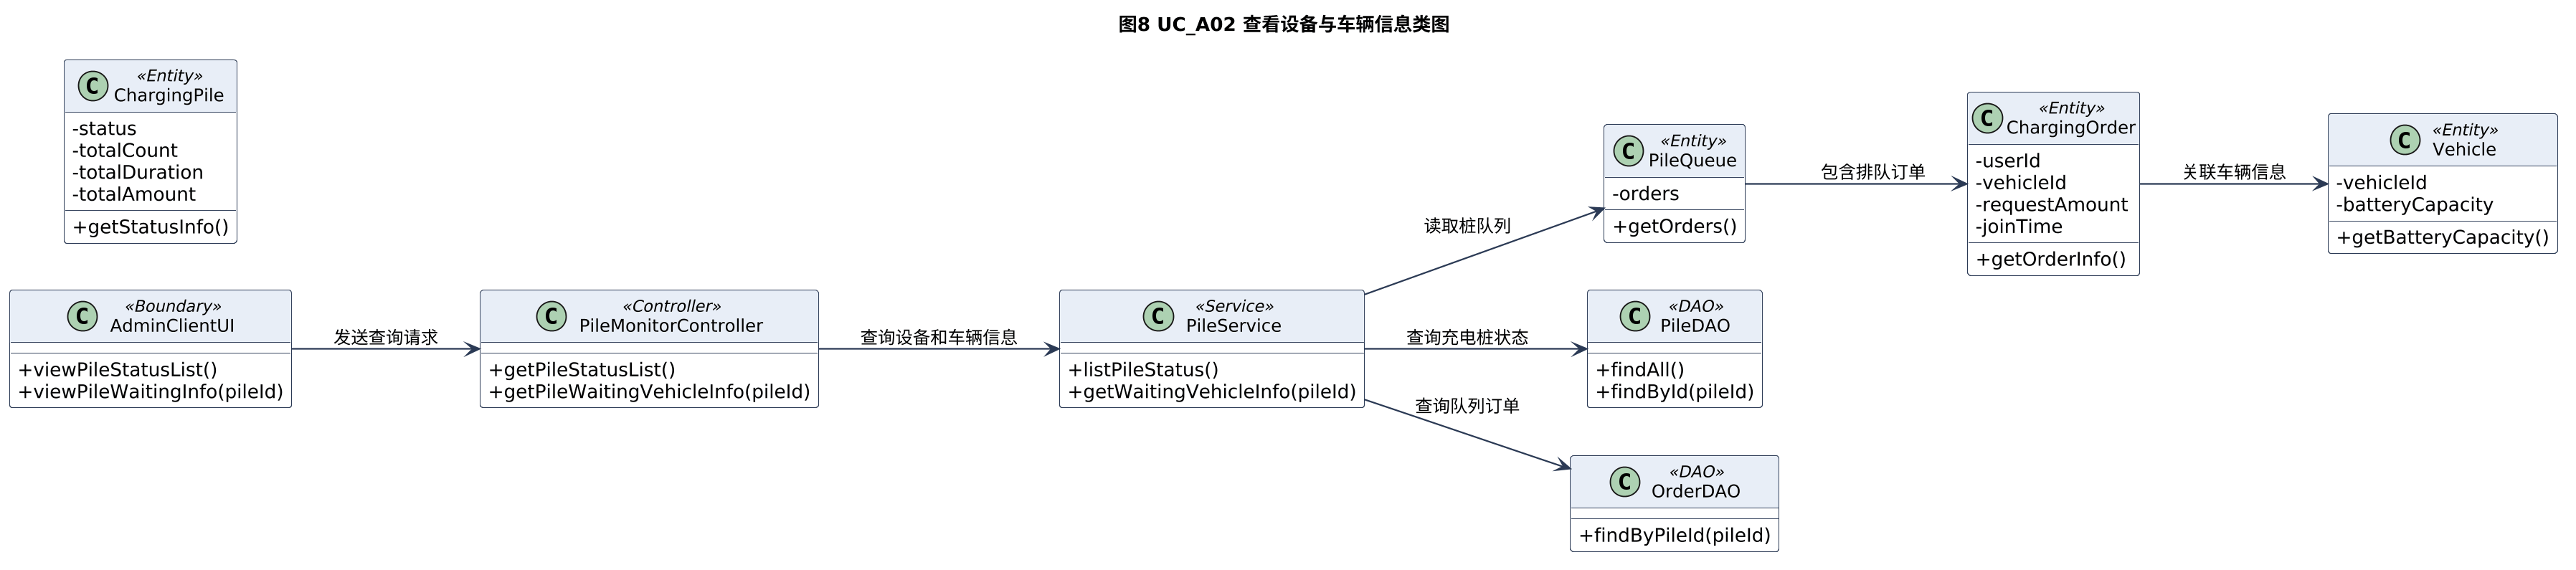 图8 UC_A02 查看设备与车辆信息类图
C
«Entity»
ChargingPile
-status
-totalCount
-totalDuration
-totalAmount
+getStatusInfo()
C
«Boundary»
AdminClientUI
+viewPileStatusList()
+viewPileWaitingInfo(pileId)
发送查询请求
C
«Controller»
PileMonitorController
+getPileStatusList()
+getPileWaitingVehicleInfo(pileId)
查询设备和车辆信息
C
«Service»
PileService
+listPileStatus()
+getWaitingVehicleInfo(pileId)
读取桩队列
查询充电桩状态
查询队列订单
C
«Entity»
PileQueue
-orders
+getOrders()
C
«DAO»
PileDAO
+findAll()
+findById(pileId)
C
«DAO»
OrderDAO
+findByPileId(pileId)
包含排队订单
C
«Entity»
ChargingOrder
-userId
-vehicleId
-requestAmount
-joinTime
+getOrderInfo()
关联车辆信息
C
«Entity»
Vehicle
-vehicleId
-batteryCapacity
+getBatteryCapacity()